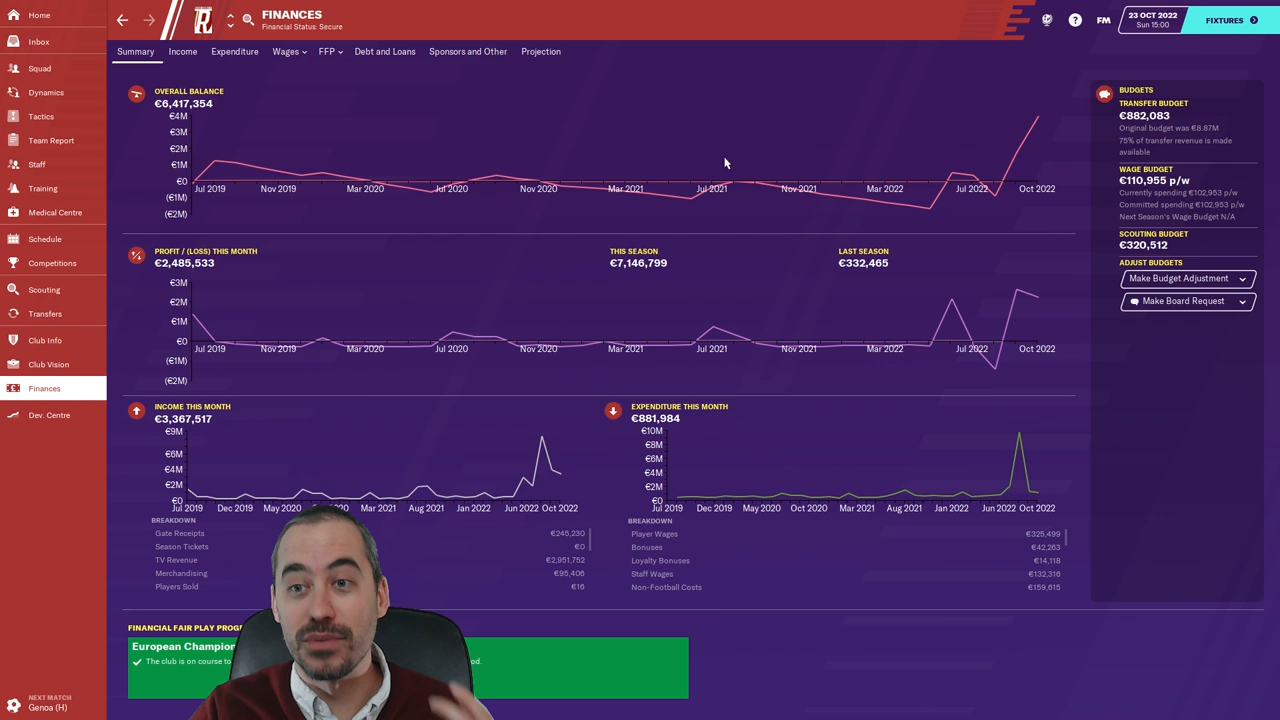 Home
Inbox
Squad
Dynamics
Tactics
Team Report
Staff
Training
Medical Centre
Schedule
Competitions
Scouting
Transfers
Club Info
Club Vision
Finances
Dev. Centre
NEXT MATCH
Genoa (H)
FINANCES
Financial Status: Secure
FM
23 OCT 2022
Sun 15:00
FIXTURES
Summary Income Expenditure Wages FFP Debt and Loans Sponsors and Other Projection
OVERALL BALANCE
€6,417,354
€4M
€3M
€2M
€1M
€0
(€1M)
(€2M)
Jul 2019 Nov 2019 Mar 2020 Jul 2020 Nov 2020 Mar 2021 Jul 2021 Nov 2021 Mar 2022 Jul 2022 Oct 2022
PROFIT / (LOSS) THIS MONTH
€2,485,533
THIS SEASON
€7,146,799
LAST SEASON
€332,465
€3M
€2M
€1M
€0
(€1M)
(€2M)
Jul 2019 Nov 2019 Mar 2020 Jul 2020 Nov 2020 Mar 2021 Jul 2021 Nov 2021 Mar 2022 Jul 2022 Oct 2022
INCOME THIS MONTH
€3,367,517
€9M
€6M
€4M
€2M
€0
Jul 2019 Dec 2019 May 2020 2020 Mar 2021 Aug 2021 Jan 2022 Jun 2022 Oct 2022
BREAKDOWN
Gate Receipts €245,230
Season Tickets €0
TV Revenue €2,951,752
Merchandising €95,406
Players Sold €16
EXPENDITURE THIS MONTH
€881,984
€10M
€8M
€6M
€4M
€2M
€0
Jul 2019 Dec 2019 May 2020 Oct 2020 Mar 2021 Aug 2021 Jan 2022 Jun 2022 Oct 2022
BREAKDOWN
Player Wages €325,499
Bonuses €42,263
Loyalty Bonuses €14,118
Staff Wages €132,316
Non-Football Costs €159,615
FINANCIAL FAIR PLAY
European Champion
The club is on course to
BUDGETS
TRANSFER BUDGET
€882,083
Original budget was €8.87M
75% of transfer revenue is made
available
WAGE BUDGET
€110,955 p/w
Currently spending €102,953 p/w
Committed spending €102,953 p/w
Next Season's Wage Budget N/A
SCOUTING BUDGET
€320,512
ADJUST BUDGETS
Make Budget Adjustment
Make Board Request